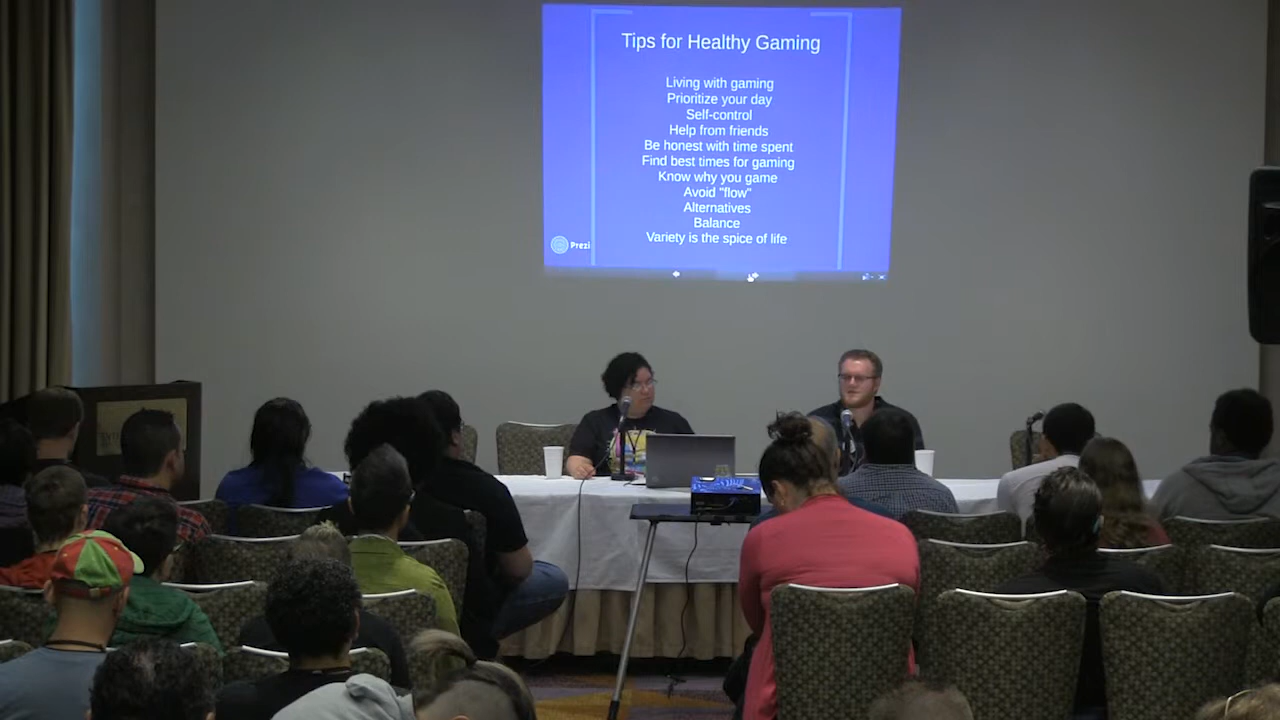 Tips for Healthy Gaming
Living with gaming
Prioritize your day
Self-control
Help from friends
Be honest with time spent
Find best times for gaming
Know why you game
Avoid "flow"
Alternatives
Balance
Variety is the spice of life
Prezi